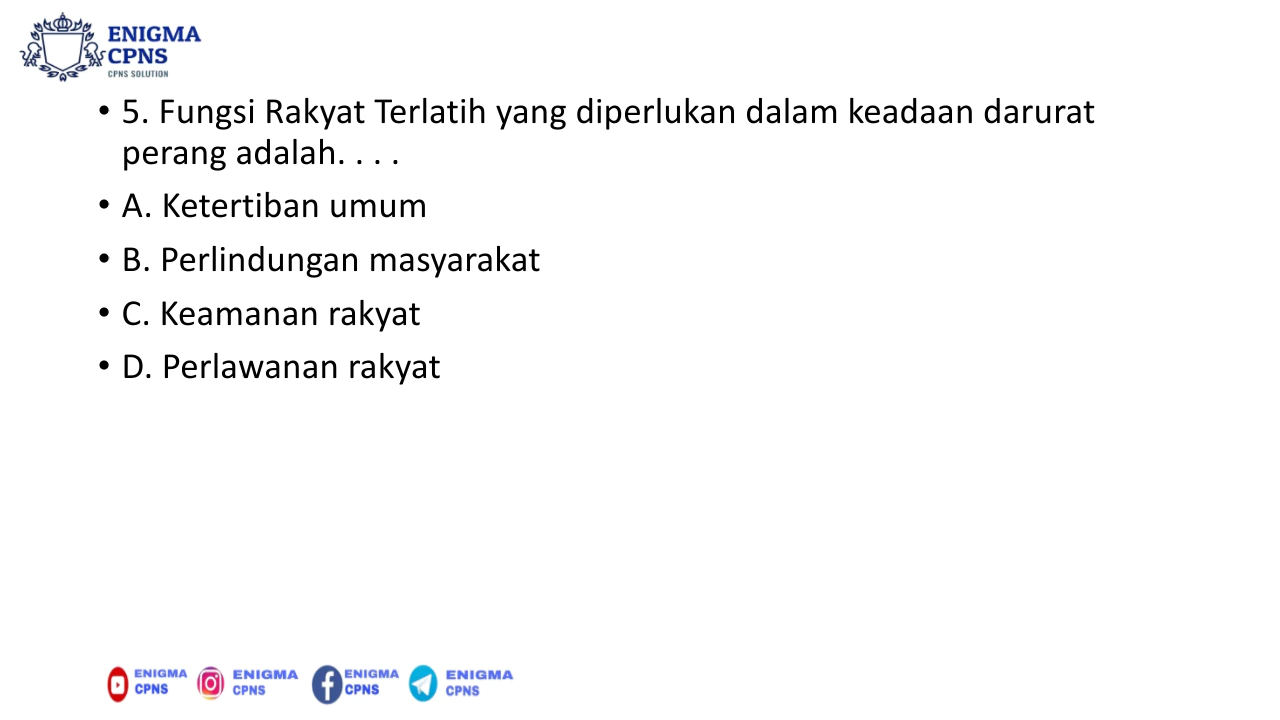 ENIGMA
CPNS
CPNS SOLUTION
• 5. Fungsi Rakyat Terlatih yang diperlukan dalam keadaan darurat
perang adalah. . . .
• A. Ketertiban umum
• B. Perlindungan masyarakat
• C. Keamanan rakyat
• D. Perlawanan rakyat
ENIGMA
CPNS
ENIGMA
CPNS
ENIGMA
CPNS
ENIGMA
CPNS